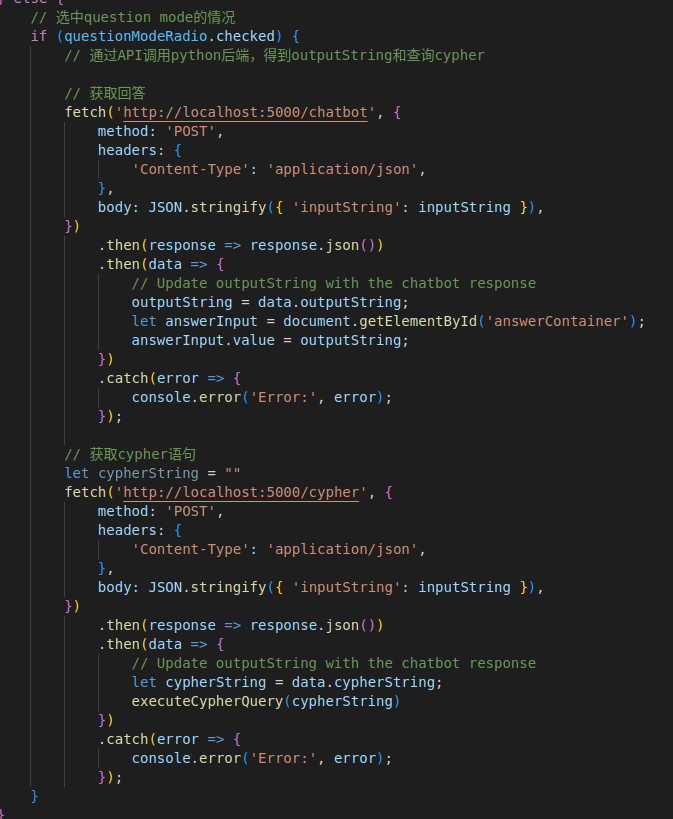 } else {
// 选中question mode的情况
if (questionModeRadio.checked) {
// 通过API调用python后端，得到outputString和查询cypher
// 获取回答
fetch('http://localhost:5000/chatbot', {
method: 'POST',
headers: {
'Content-Type': 'application/json',
},
body: JSON.stringify({ 'inputString': inputString }),
})
.then(response => response.json())
.then(data => {
// Update outputString with the chatbot response
outputString = data.outputString;
let answerInput = document.getElementById('answerContainer');
answerInput.value = outputString;
})
.catch(error => {
console.error('Error:', error);
});
// 获取cypher语句
let cypherString = ""
fetch('http://localhost:5000/cypher', {
method: 'POST',
headers: {
'Content-Type': 'application/json',
},
body: JSON.stringify({ 'inputString': inputString }),
})
.then(response => response.json())
.then(data => {
// Update outputString with the chatbot response
let cypherString = data.cypherString;
executeCypherQuery(cypherString)
})
.catch(error => {
console.error('Error:', error);
});
}
}